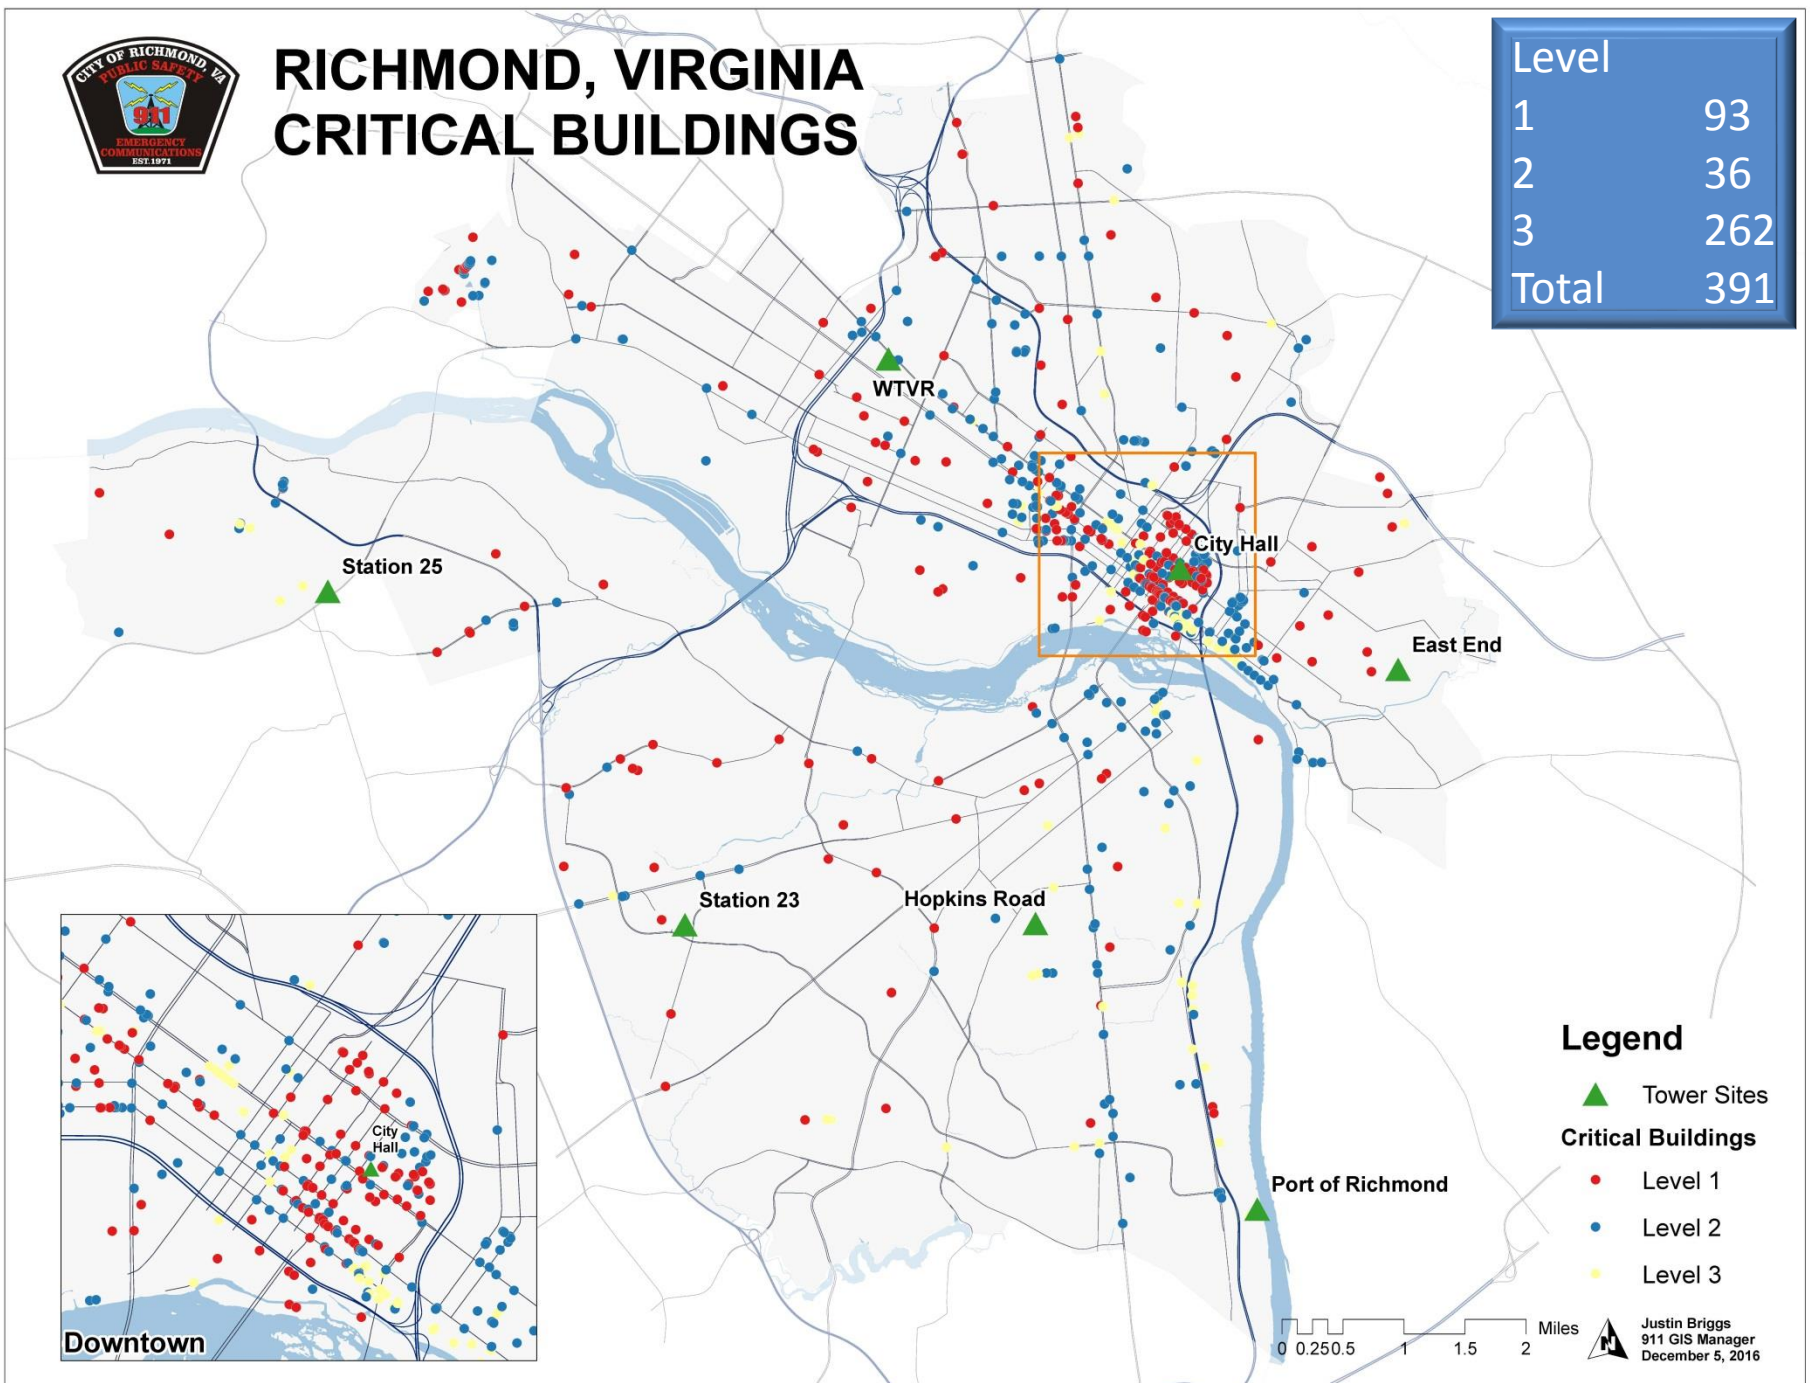 CITY OF RICHMOND, VA
PUBLIC SAFETY
911
EMERGENCY
COMMUNICATIONS
EST.1971
RICHMOND, VIRGINIA
CRITICAL BUILDINGS
Level
1 93
2 36
3 262
Total 391
WTVR
City Hall
Station 25
East End
Station 23
Hopkins Road
Port of Richmond
City
Hall
Downtown
Legend
Tower Sites
Critical Buildings
Level 1
Level 2
Level 3
Miles
0 0.25 0.5 1 1.5 2
N
Justin Briggs
911 GIS Manager
December 5, 2016